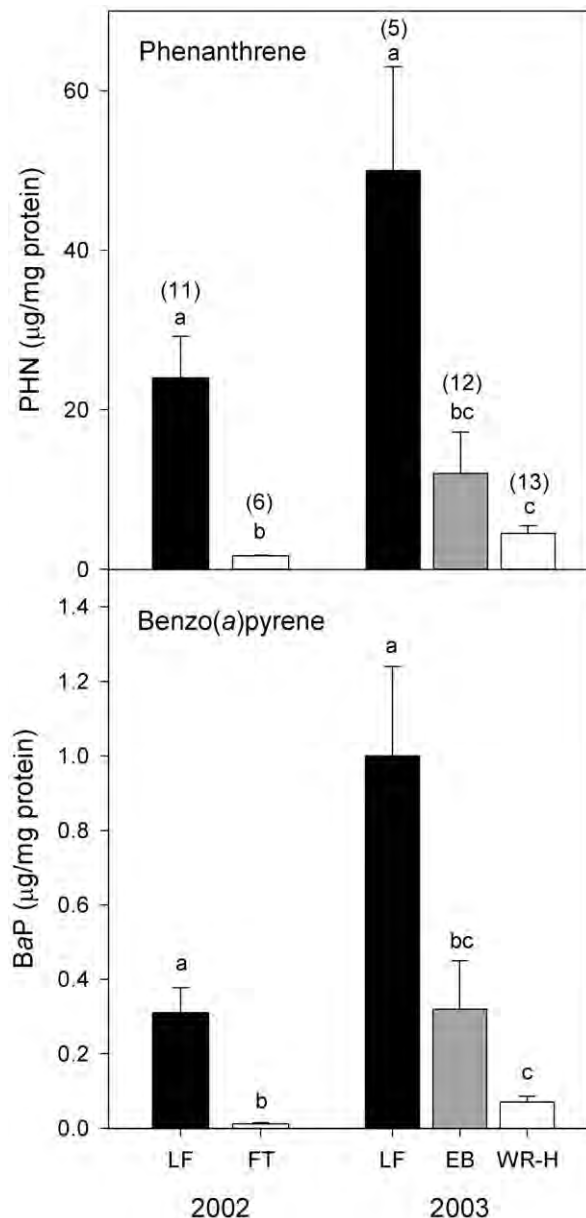 Phenanthrene
PHN (µg/mg protein)
60
40
20
0
(11)
a
(6)
b
(5)
a
(12)
bc
(13)
c
Benzo(a)pyrene
BaP (µg/mg protein)
1.4
1.2
1.0
0.8
0.6
0.4
0.2
0.0
a
b
a
bc
c
LF FT LF EB WR-H
2002 2003